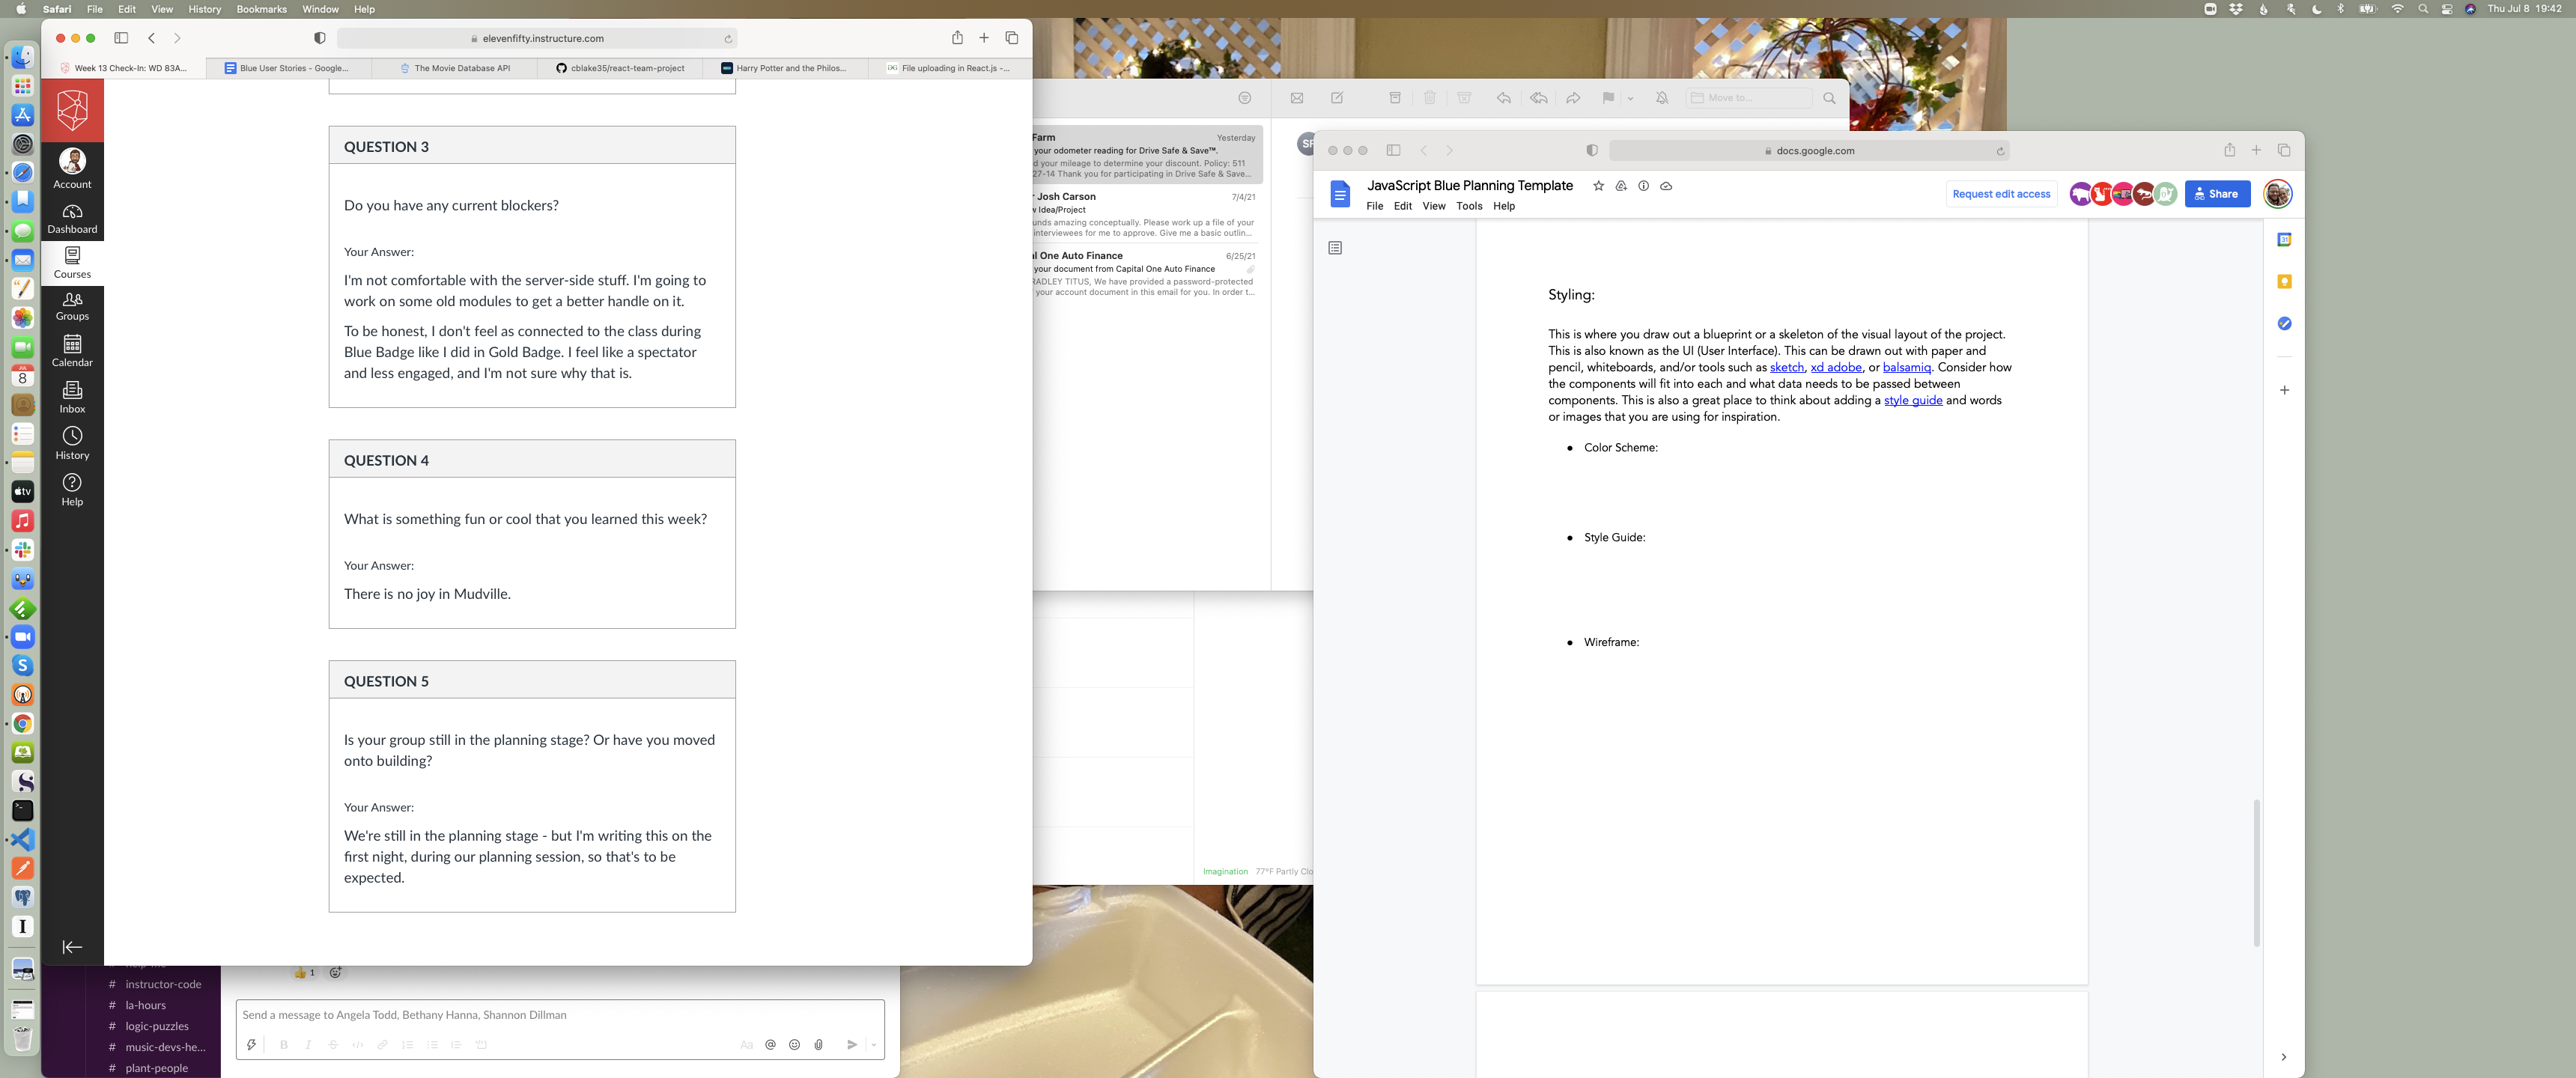 Safari File Edit View History Bookmarks Window Help
Thu Jul 8 19:42
elevenfifty.instructure.com
Week 13 Check-In: WD 83A...
Blue User Stories - Google...
The Movie Database API
cblake35/react-team-project
Harry Potter and the Philos...
File uploading in React.js -...
Account
Dashboard
Courses
Groups
Calendar
Inbox
History
Help
QUESTION 3
Do you have any current blockers?
Your Answer:
I'm not comfortable with the server-side stuff. I'm going to
work on some old modules to get a better handle on it.
To be honest, I don't feel as connected to the class during
Blue Badge like I did in Gold Badge. I feel like a spectator
and less engaged, and I'm not sure why that is.
QUESTION 4
What is something fun or cool that you learned this week?
Your Answer:
There is no joy in Mudville.
QUESTION 5
Is your group still in the planning stage? Or have you moved
onto building?
Your Answer:
We're still in the planning stage - but I'm writing this on the
first night, during our planning session, so that's to be
expected.
Move to...
Farm
Yesterday
your odometer reading for Drive Safe & Save™.
d your mileage to determine your discount. Policy: 511
27-14 Thank you for participating in Drive Safe & Save...
Josh Carson
7/4/21
Idea/Project
unds amazing conceptually. Please work up a file of your
interviewees for me to approve. Give me a basic outlin...
al One Auto Finance
6/25/21
your document from Capital One Auto Finance
RADLEY TITUS, We have provided a password-protected
your account document in this email for you. In order t...
Imagination 77°F Partly Clo
docs.google.com
JavaScript Blue Planning Template
File Edit View Tools Help
Request edit access
Share
Styling:
This is where you draw out a blueprint or a skeleton of the visual layout of the project.
This is also known as the UI (User Interface). This can be drawn out with paper and
pencil, whiteboards, and/or tools such as sketch, xd adobe, or balsamiq. Consider how
the components will fit into each and what data needs to be passed between
components. This is also a great place to think about adding a style guide and words
or images that you are using for inspiration.
● Color Scheme:
● Style Guide:
● Wireframe:
1
# instructor-code
# la-hours
# logic-puzzles
# music-devs-he...
# plant-people
Send a message to Angela Todd, Bethany Hanna, Shannon Dillman
Aa